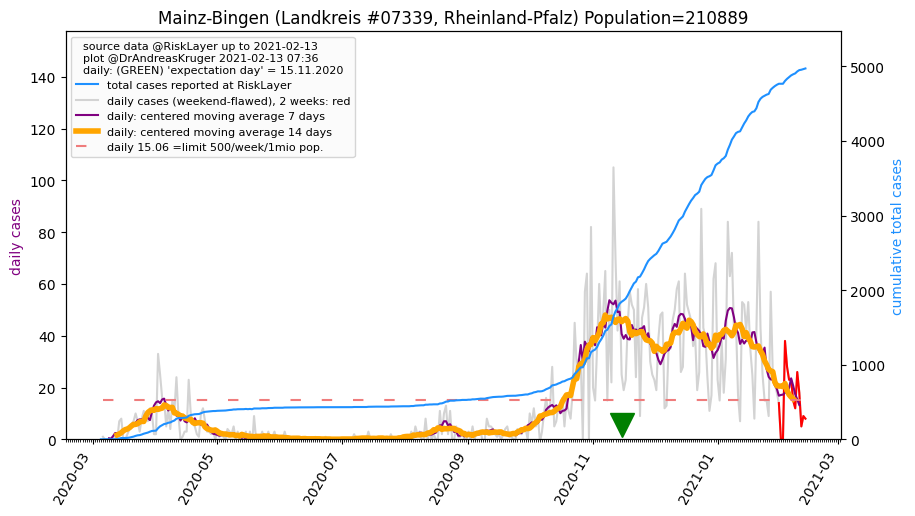 Mainz-Bingen (Landkreis #07339, Rheinland-Pfalz) Population=210889
source data @RiskLayer up to 2021-02-13
plot @DrAndreasKruger 2021-02-13 07:36
daily: (GREEN) 'expectation day' = 15.11.2020
total cases reported at RiskLayer
daily cases (weekend-flawed), 2 weeks: red
daily: centered moving average 7 days
daily: centered moving average 14 days
daily 15.06 =limit 500/week/1mio pop.
daily cases
140
120
100
80
60
40
20
0
5000
4000
3000
2000
1000
0
cumulative total cases
2020-03
2020-05
2020-07
2020-09
2020-11
2021-01
2021-03